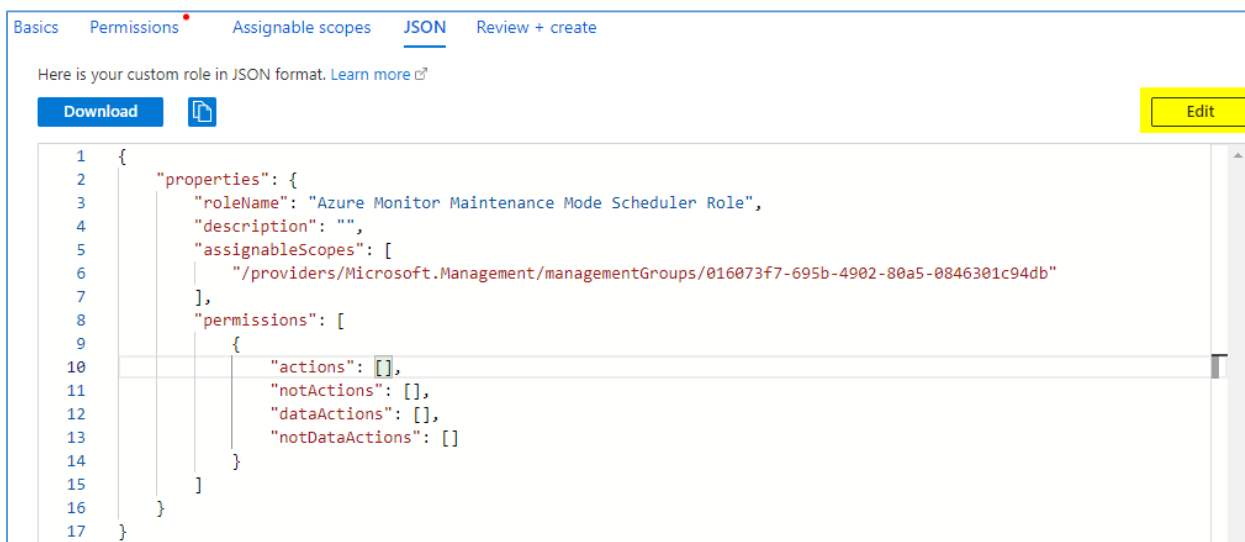 Basics Permissions Assignable scopes JSON Review + create
Here is your custom role in JSON format. Learn more
Download Edit
1 {
2 "properties": {
3 "roleName": "Azure Monitor Maintenance Mode Scheduler Role",
4 "description": "",
5 "assignableScopes": [
6 "/providers/Microsoft.Management/managementGroups/016073f7-695b-4902-80a5-0846301c94db"
7 ],
8 "permissions": [
9 {
10 "actions": [],
11 "notActions": [],
12 "dataActions": [],
13 "notDataActions": []
14 }
15 ]
16 }
17 }